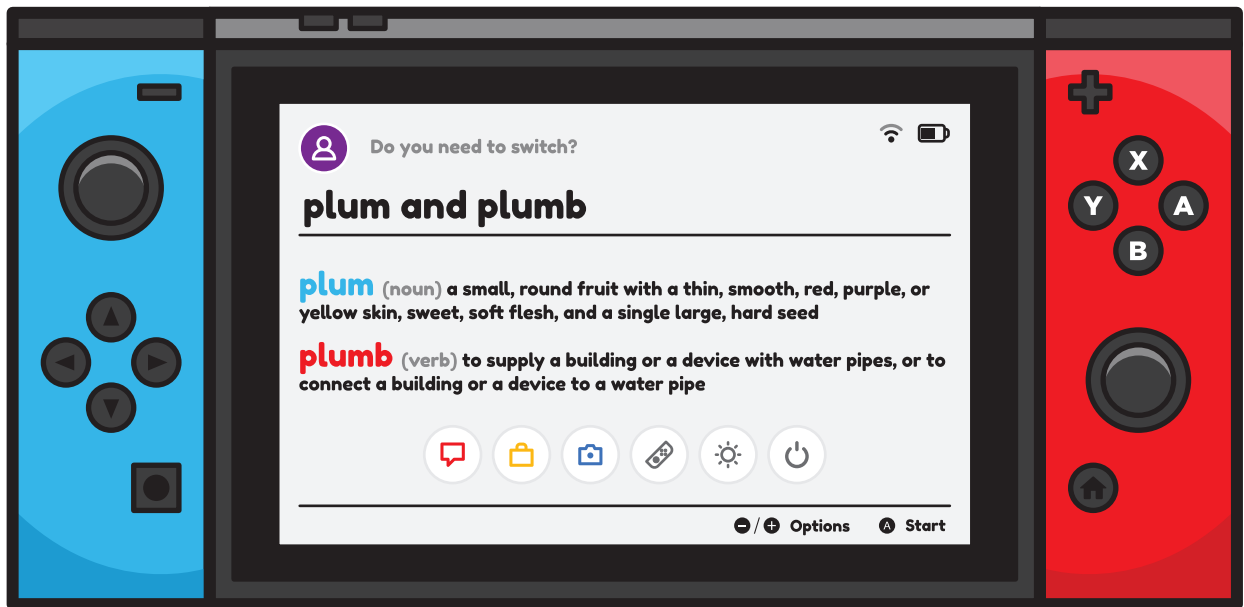 Do you need to switch?
plum and plumb
plum (noun) a small, round fruit with a thin, smooth, red, purple, or
yellow skin, sweet, soft flesh, and a single large, hard seed
plumb (verb) to supply a building or a device with water pipes, or to
connect a building or a device to a water pipe
X
Y A
B
−/+ Options A Start